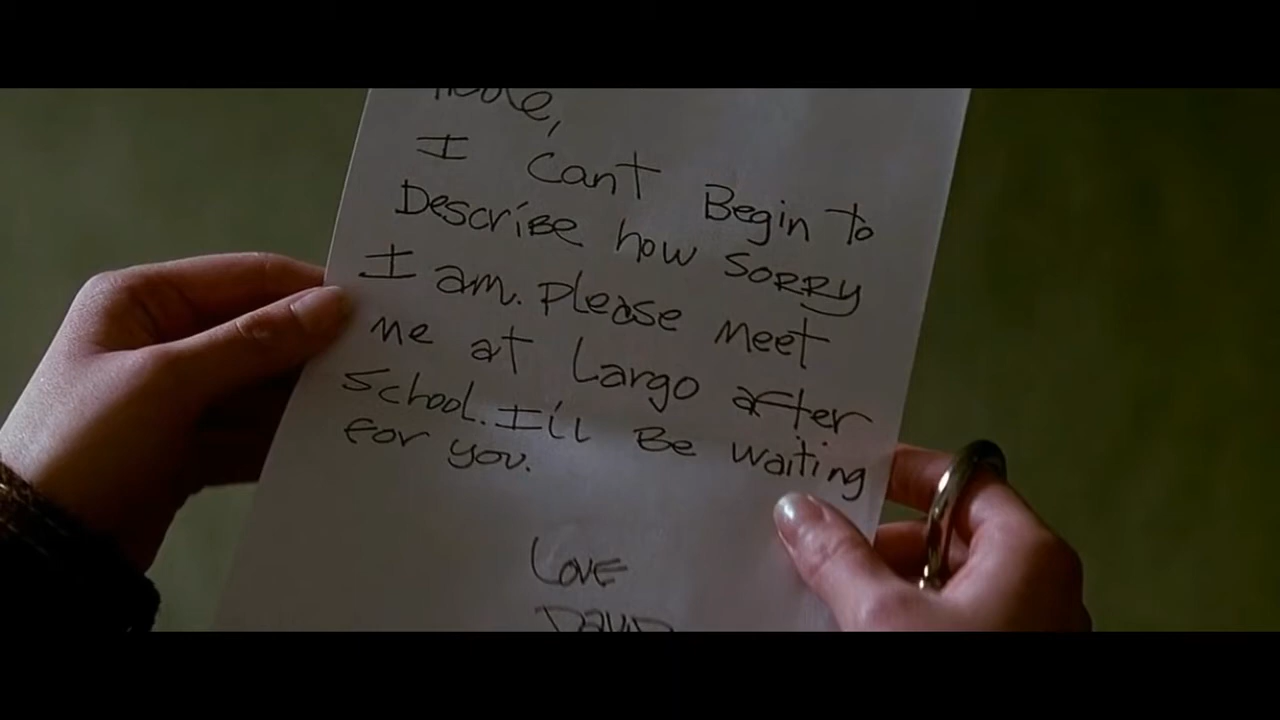 I Cant Begin to
Describe how SORRY
I am. Please meet
me at Largo after
School. I'll Be waiting
for you.
Love
DAVID